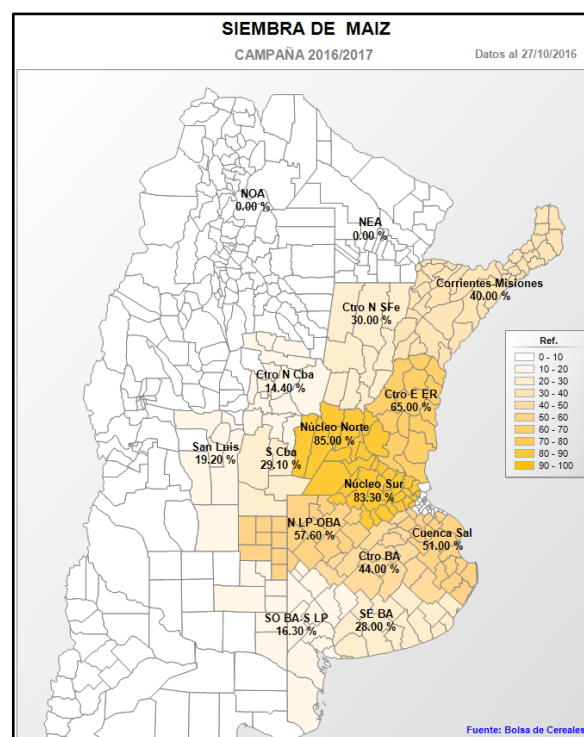 SIEMBRA DE MAIZ
CAMPAÑA 2016/2017
Datos al 27/10/2016
NOA
0.00 %
NEA
0.00 %
Corrientes-Misiones
40.00 %
Ctro N SFe
30.00 %
Ctro N Cba
14.40 %
Ctro E ER
65.00 %
Núcleo Norte
85.00 %
San Luis
19.20 %
S Cba
29.10 %
Núcleo Sur
83.30 %
N LP-OBA
57.60 %
Cuenca Sal
51.00 %
Ctro BA
44.00 %
SO BA-S LP
16.30 %
SE BA
28.00 %
Ref.
0 - 10
10 - 20
20 - 30
30 - 40
40 - 50
50 - 60
60 - 70
70 - 80
80 - 90
90 - 100
Fuente: Bolsa de Cereales